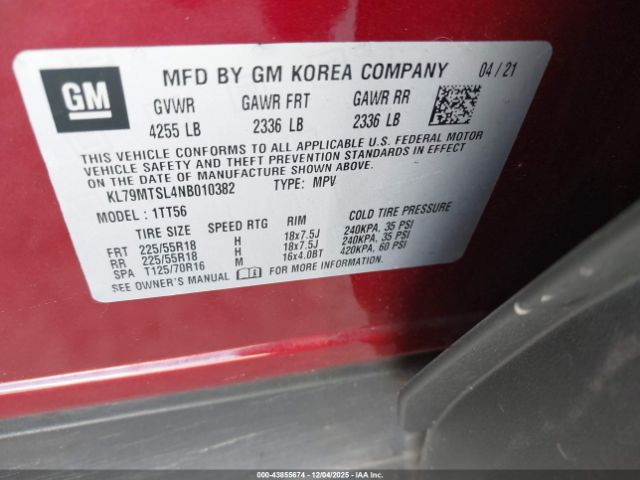 GM
MFD BY GM KOREA COMPANY 04/21
GVWR GAWR FRT GAWR RR
4255 LB 2336 LB 2336 LB
THIS VEHICLE CONFORMS TO ALL APPLICABLE U.S. FEDERAL MOTOR
VEHICLE SAFETY AND THEFT PREVENTION STANDARDS IN EFFECT
ON THE DATE OF MANUFACTURE SHOWN ABOVE.
KL79MTSL4NB010382 TYPE: MPV
MODEL: 1TT56
TIRE SIZE SPEED RTG RIM COLD TIRE PRESSURE
FRT 225/55R18 H 18x7.5J 240KPA, 35 PSI
RR 225/55R18 H 18x7.5J 240KPA, 35 PSI
SPA T125/70R16 M 16x4.0BT 420KPA, 60 PSI
SEE OWNER'S MANUAL FOR MORE INFORMATION.
000-43855674 | 12/04/2025 - IAAI.com